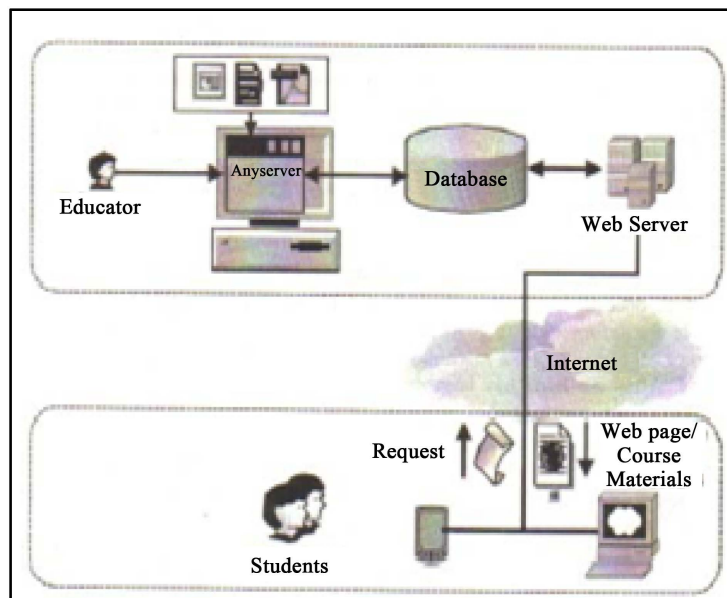 Anyserver
Educator
Database
Web Server
Internet
Request
Web page/
Course
Materials
Students